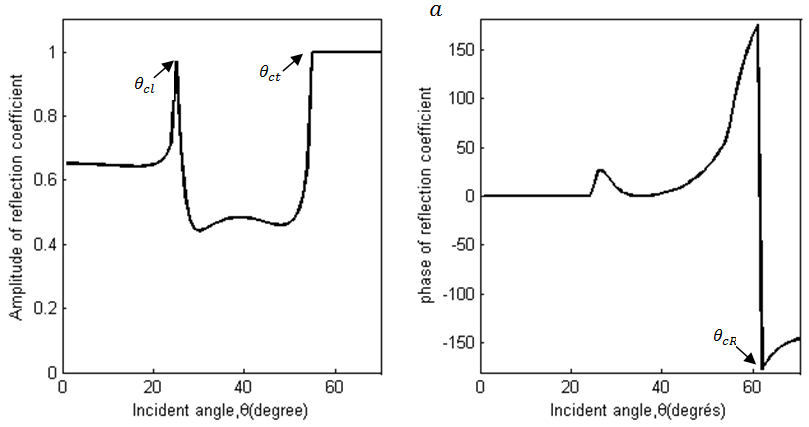 a
1
0.8
0.6
0.4
0.2
0
0
20
40
60
Amplitude of reflection coefficient
Incident angle,θ(degree)
θcl
θct
150
100
50
0
-50
-100
-150
0
20
40
60
phase of reflection coefficient
Incident angle,θ(degrés)
θcR